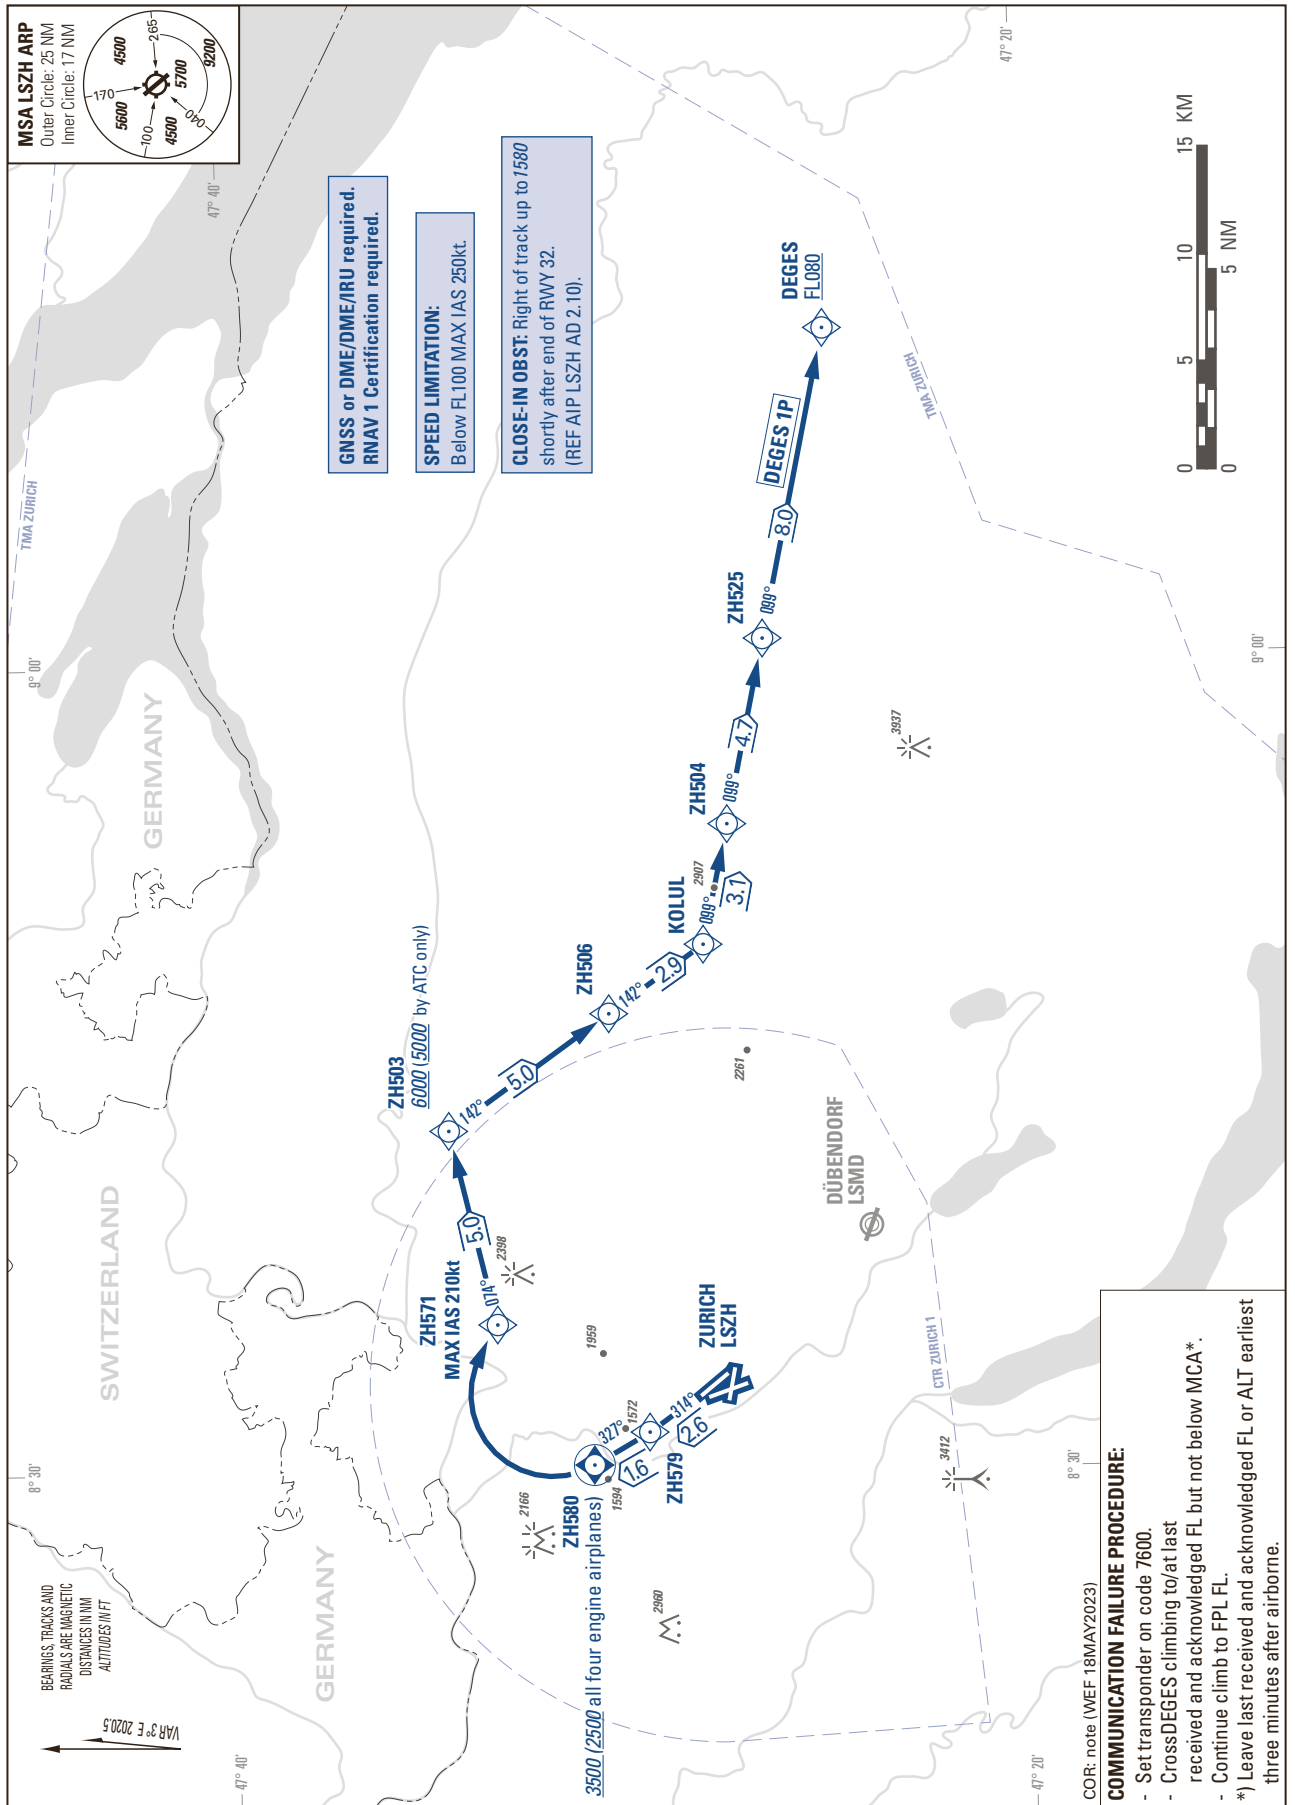 MSA LSZH ARP
Outer Circle: 25 NM
Inner Circle: 17 NM
170
265
100
040
5600
4500
4500
5700
9200
47° 40'
47° 20'
TMA ZURICH
GNSS or DME/DME/IRU required.
RNAV 1 Certification required.
SPEED LIMITATION:
Below FL100 MAX IAS 250kt.
CLOSE-IN OBST: Right of track up to 1580
shortly after end of RWY 32.
(REF AIP LSZH AD 2.10).
DEGES
FL080
DEGES 1P
8.0
099°
ZH525
TMA ZURICH
0 5 10 15 KM
0 5 NM
9° 00'
9° 00'
GERMANY
4.7
099°
ZH504
3937
2907
3.1
099°
KOLUL
2.9
142°
ZH506
5.0
142°
ZH503
6000 (5000 by ATC only)
2261
SWITZERLAND
5.0
074°
2398
ZH571
MAX IAS 210kt
DÜBENDORF
LSMD
1959
ZURICH
LSZH
CTR ZURICH 1
314°
2.6
1572
327°
1.6
ZH579
1594
ZH580
3500 (2500 all four engine airplanes)
2166
2960
3412
8° 30'
8° 30'
GERMANY
BEARINGS, TRACKS AND
RADIALS ARE MAGNETIC
DISTANCES IN NM
ALTITUDES IN FT
VAR 3° E 2020.5
47° 40'
47° 20'
COR: note (WEF 18MAY2023)
COMMUNICATION FAILURE PROCEDURE:
- Set transponder on code 7600.
- Cross DEGES climbing to/at last
received and acknowledged FL but not below MCA*.
- Continue climb to FPL FL.
*) Leave last received and acknowledged FL or ALT earliest
three minutes after airborne.